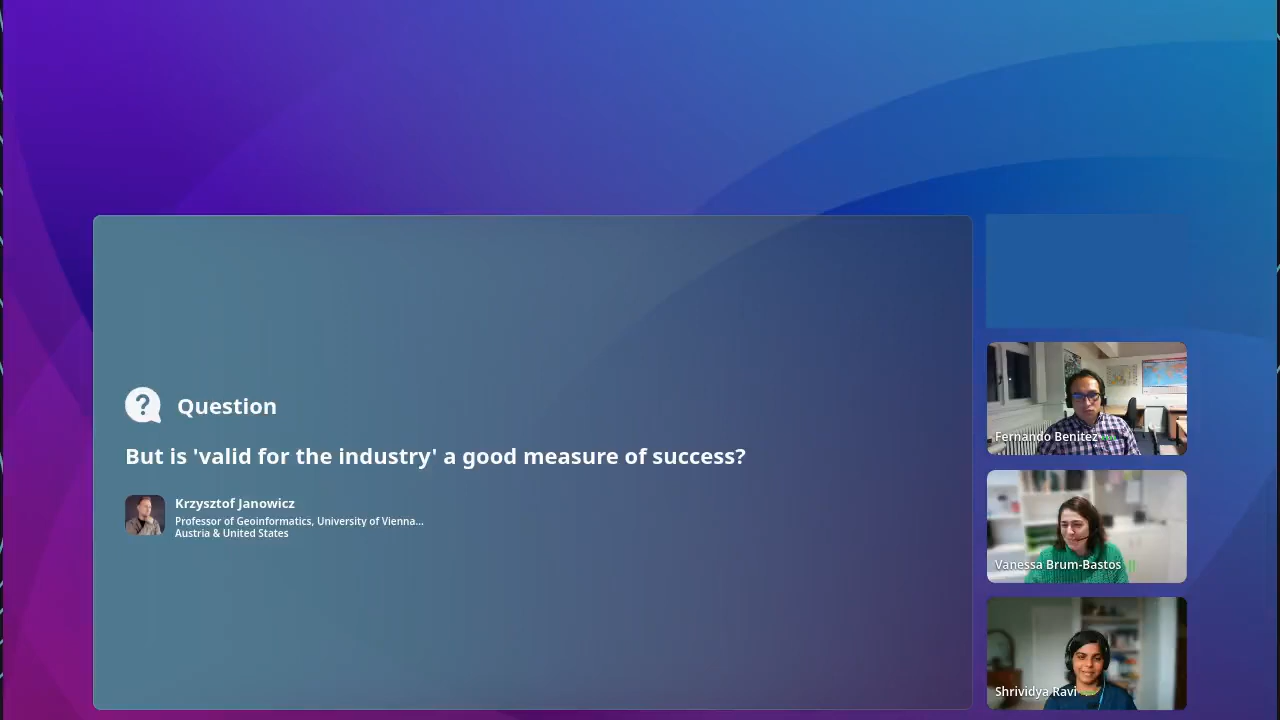 Question
But is 'valid for the industry' a good measure of success?
Krzysztof Janowicz
Professor of Geoinformatics, University of Vienna...
Austria & United States
Fernando Benitez
Vanessa Brum-Bastos
Shrividya Ravi